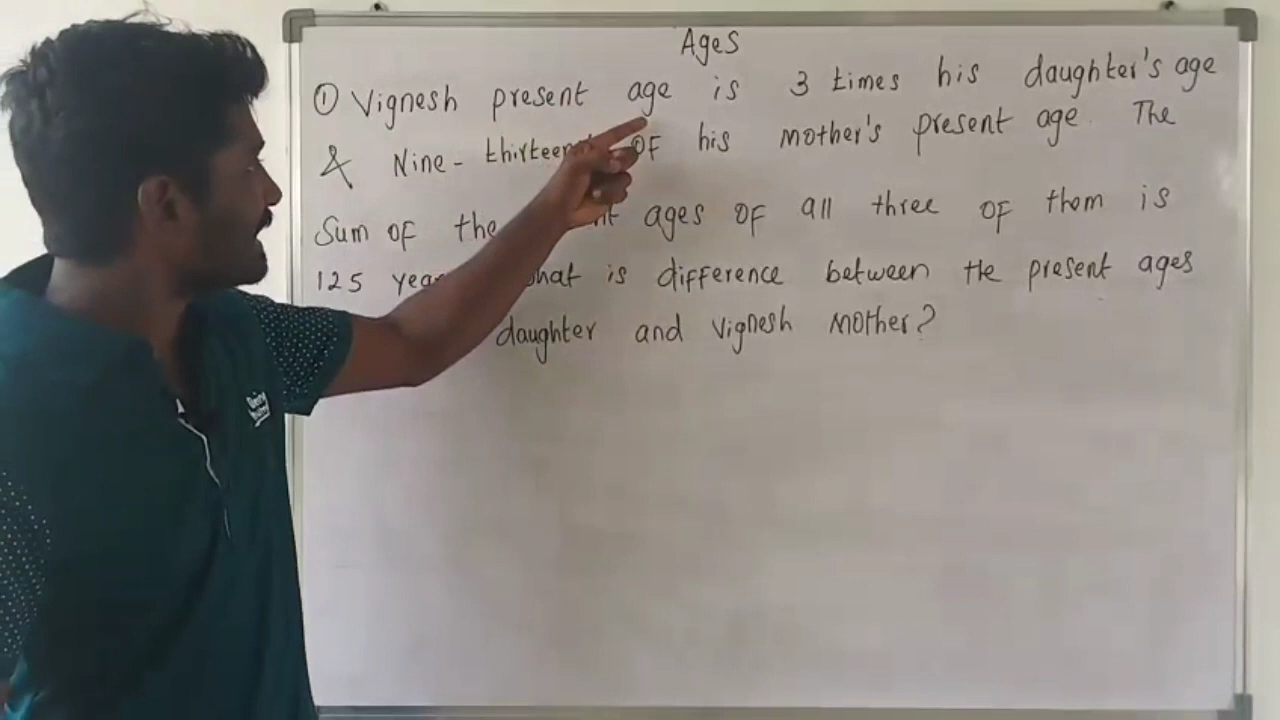 Ages
① Vignesh present age is 3 times his daughter's age
& Nine - thirteenth of his mother's present age. The
Sum of the ages of all three of them is
125 is difference between the present ages
daughter and Vignesh Mother?